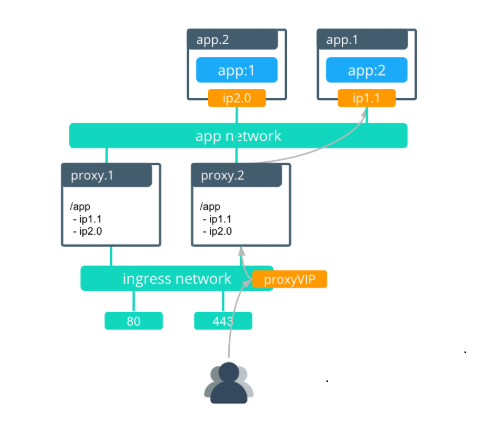 app.2
app.1
app:1
app:2
ip2.0
ip1.1
app network
proxy.1
proxy.2
/app
- ip1.1
- ip2.0
/app
- ip1.1
- ip2.0
ingress network
proxyVIP
80
443